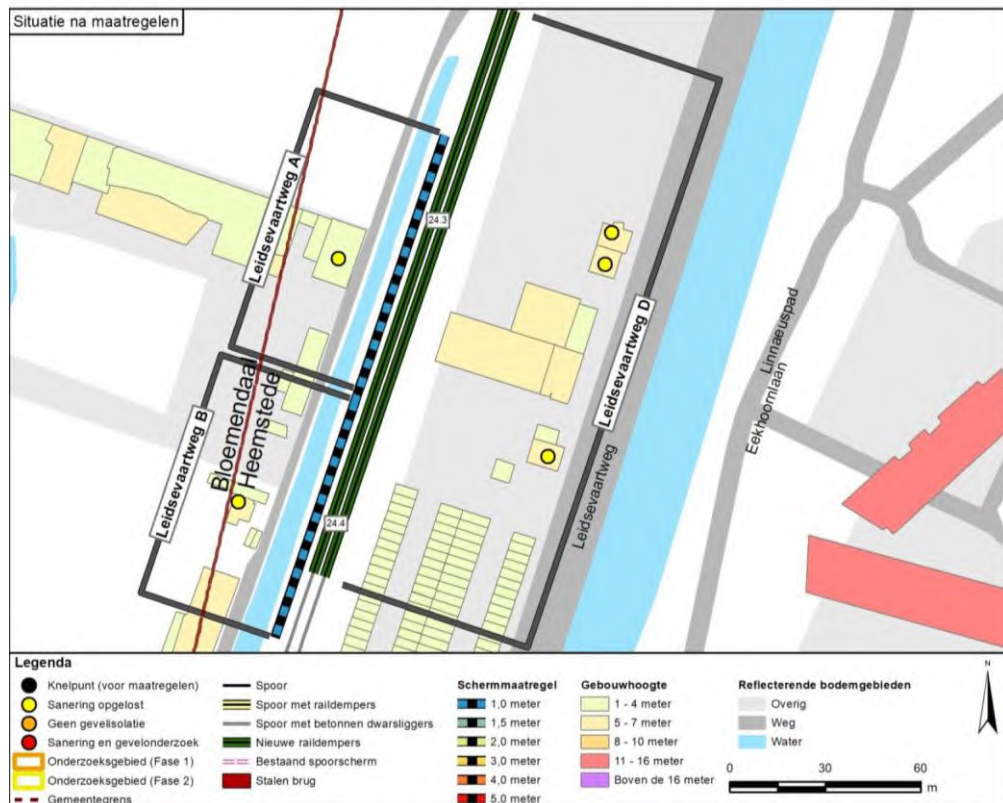 Situatie na maatregelen
Leidsevaartweg A
24.3
Leidsevaartweg B
Bloemendaal
Heemstede
24.4
Leidsevaartweg D
Leidsevaartweg
Linnaeuspad
Eekhoornlaan
Legenda
Knelpunt (voor maatregelen)
Sanering opgelost
Geen gevelisolatie
Sanering en gevelonderzoek
Onderzoeksgebied (Fase 1)
Onderzoeksgebied (Fase 2)
Gemeentegrens
Spoor
Spoor met raildempers
Spoor met betonnen dwarsliggers
Nieuwe raildempers
Bestaand spoorscherm
Stalen brug
Schermmaatregel
1,0 meter
1,5 meter
2,0 meter
3,0 meter
4,0 meter
5,0 meter
Gebouwhoogte
1 - 4 meter
5 - 7 meter
8 - 10 meter
11 - 16 meter
Boven de 16 meter
Reflecterende bodemgebieden
Overig
Weg
Water
N
0 30 60
m